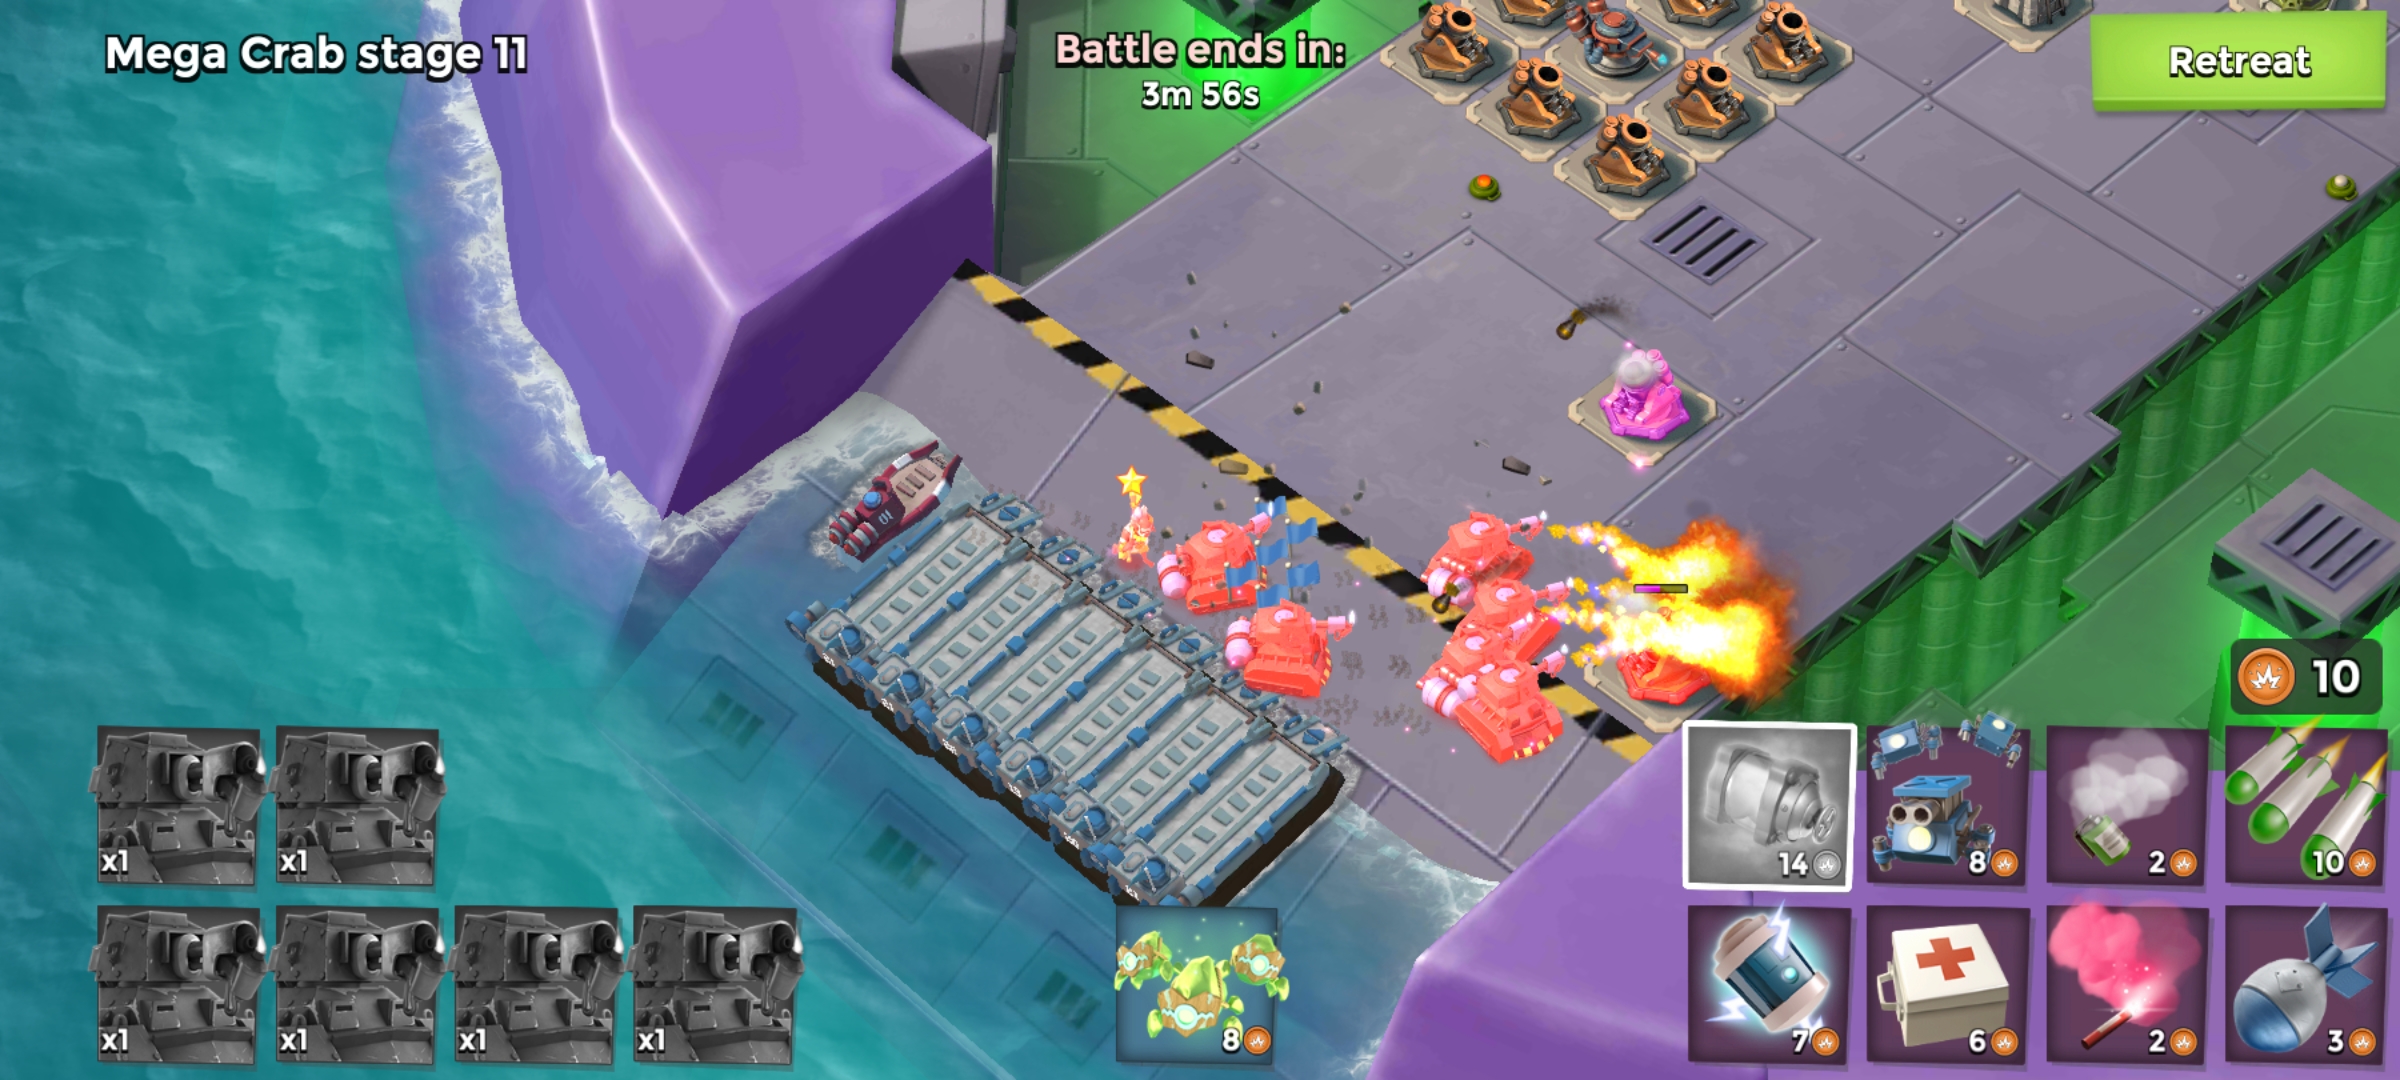 Mega Crab stage 11
Battle ends in:
3m 56s
Retreat
10
x1
x1
14
8
2
10
x1
x1
x1
x1
8
7
6
2
3